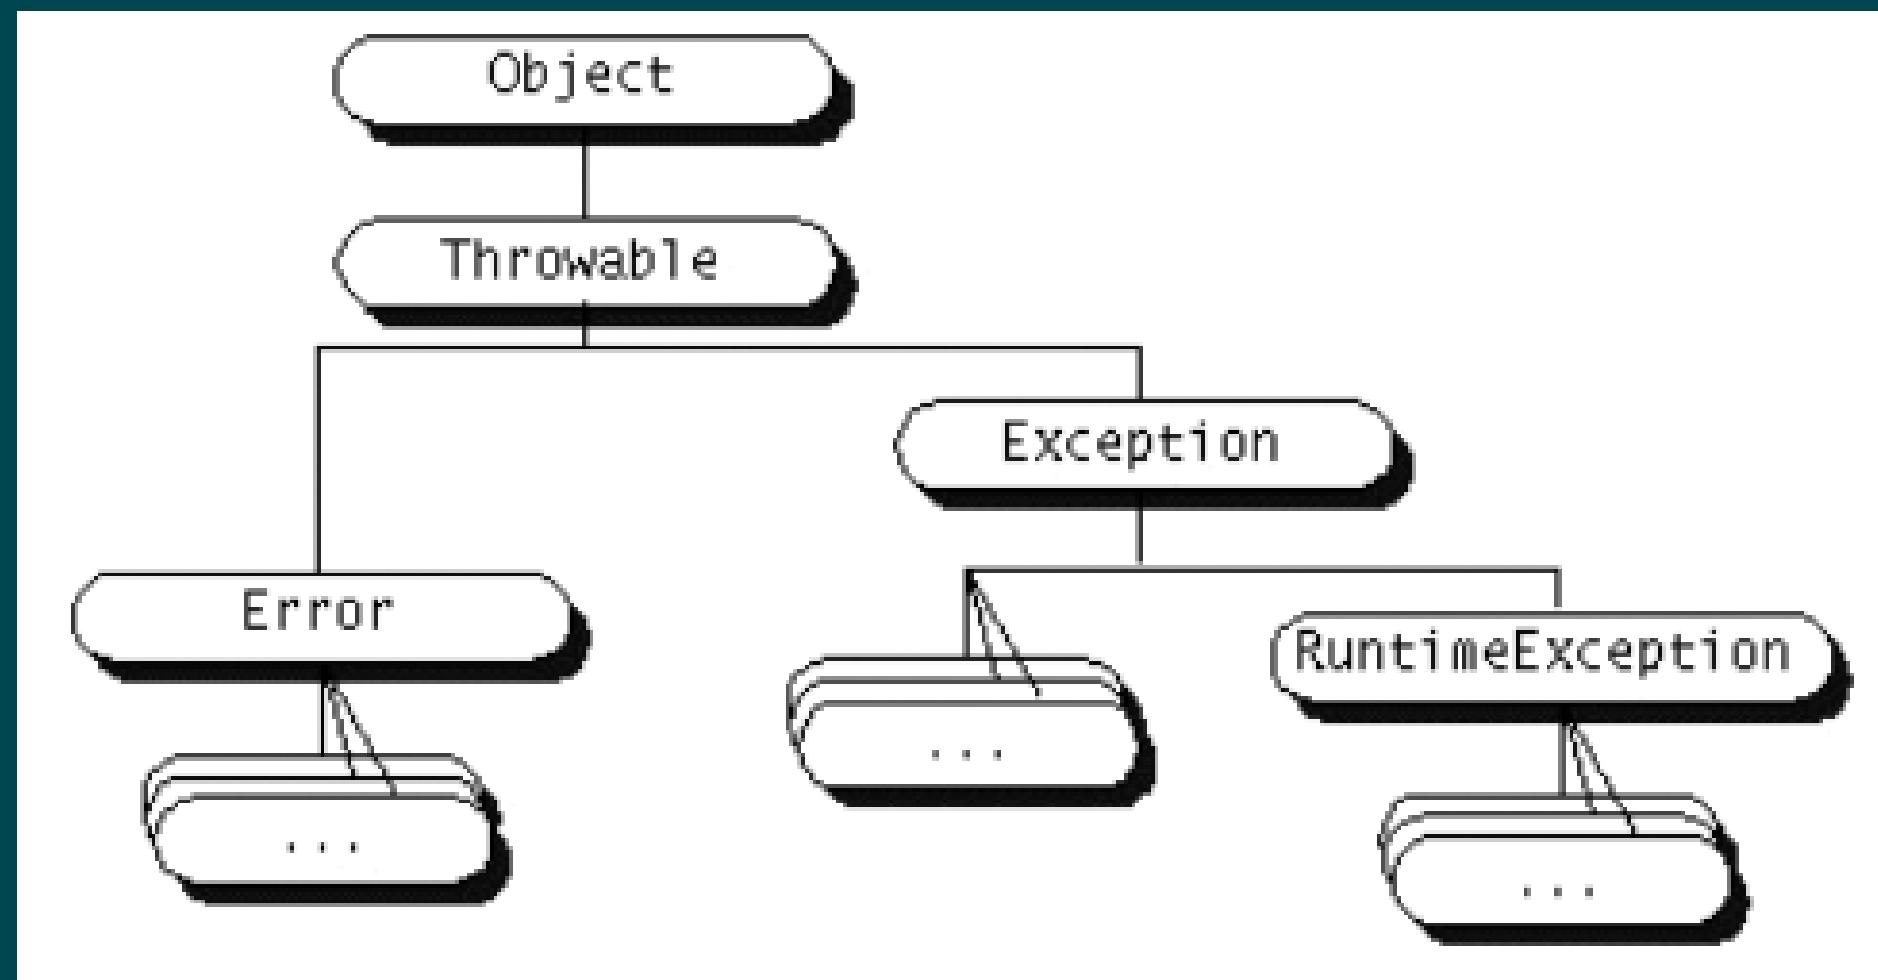 Object
Throwable
Exception
Error
RuntimeException
...
...
...